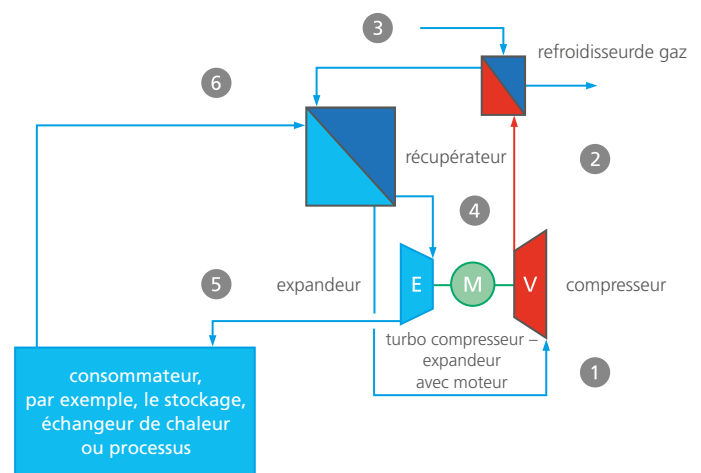 3
refroidisseurde gaz
6
récupérateur
2
4
5
expandeur
E
M
V
compresseur
turbo compresseur –
expandeur
avec moteur
1
consommateur,
par exemple, le stockage,
échangeur de chaleur
ou processus